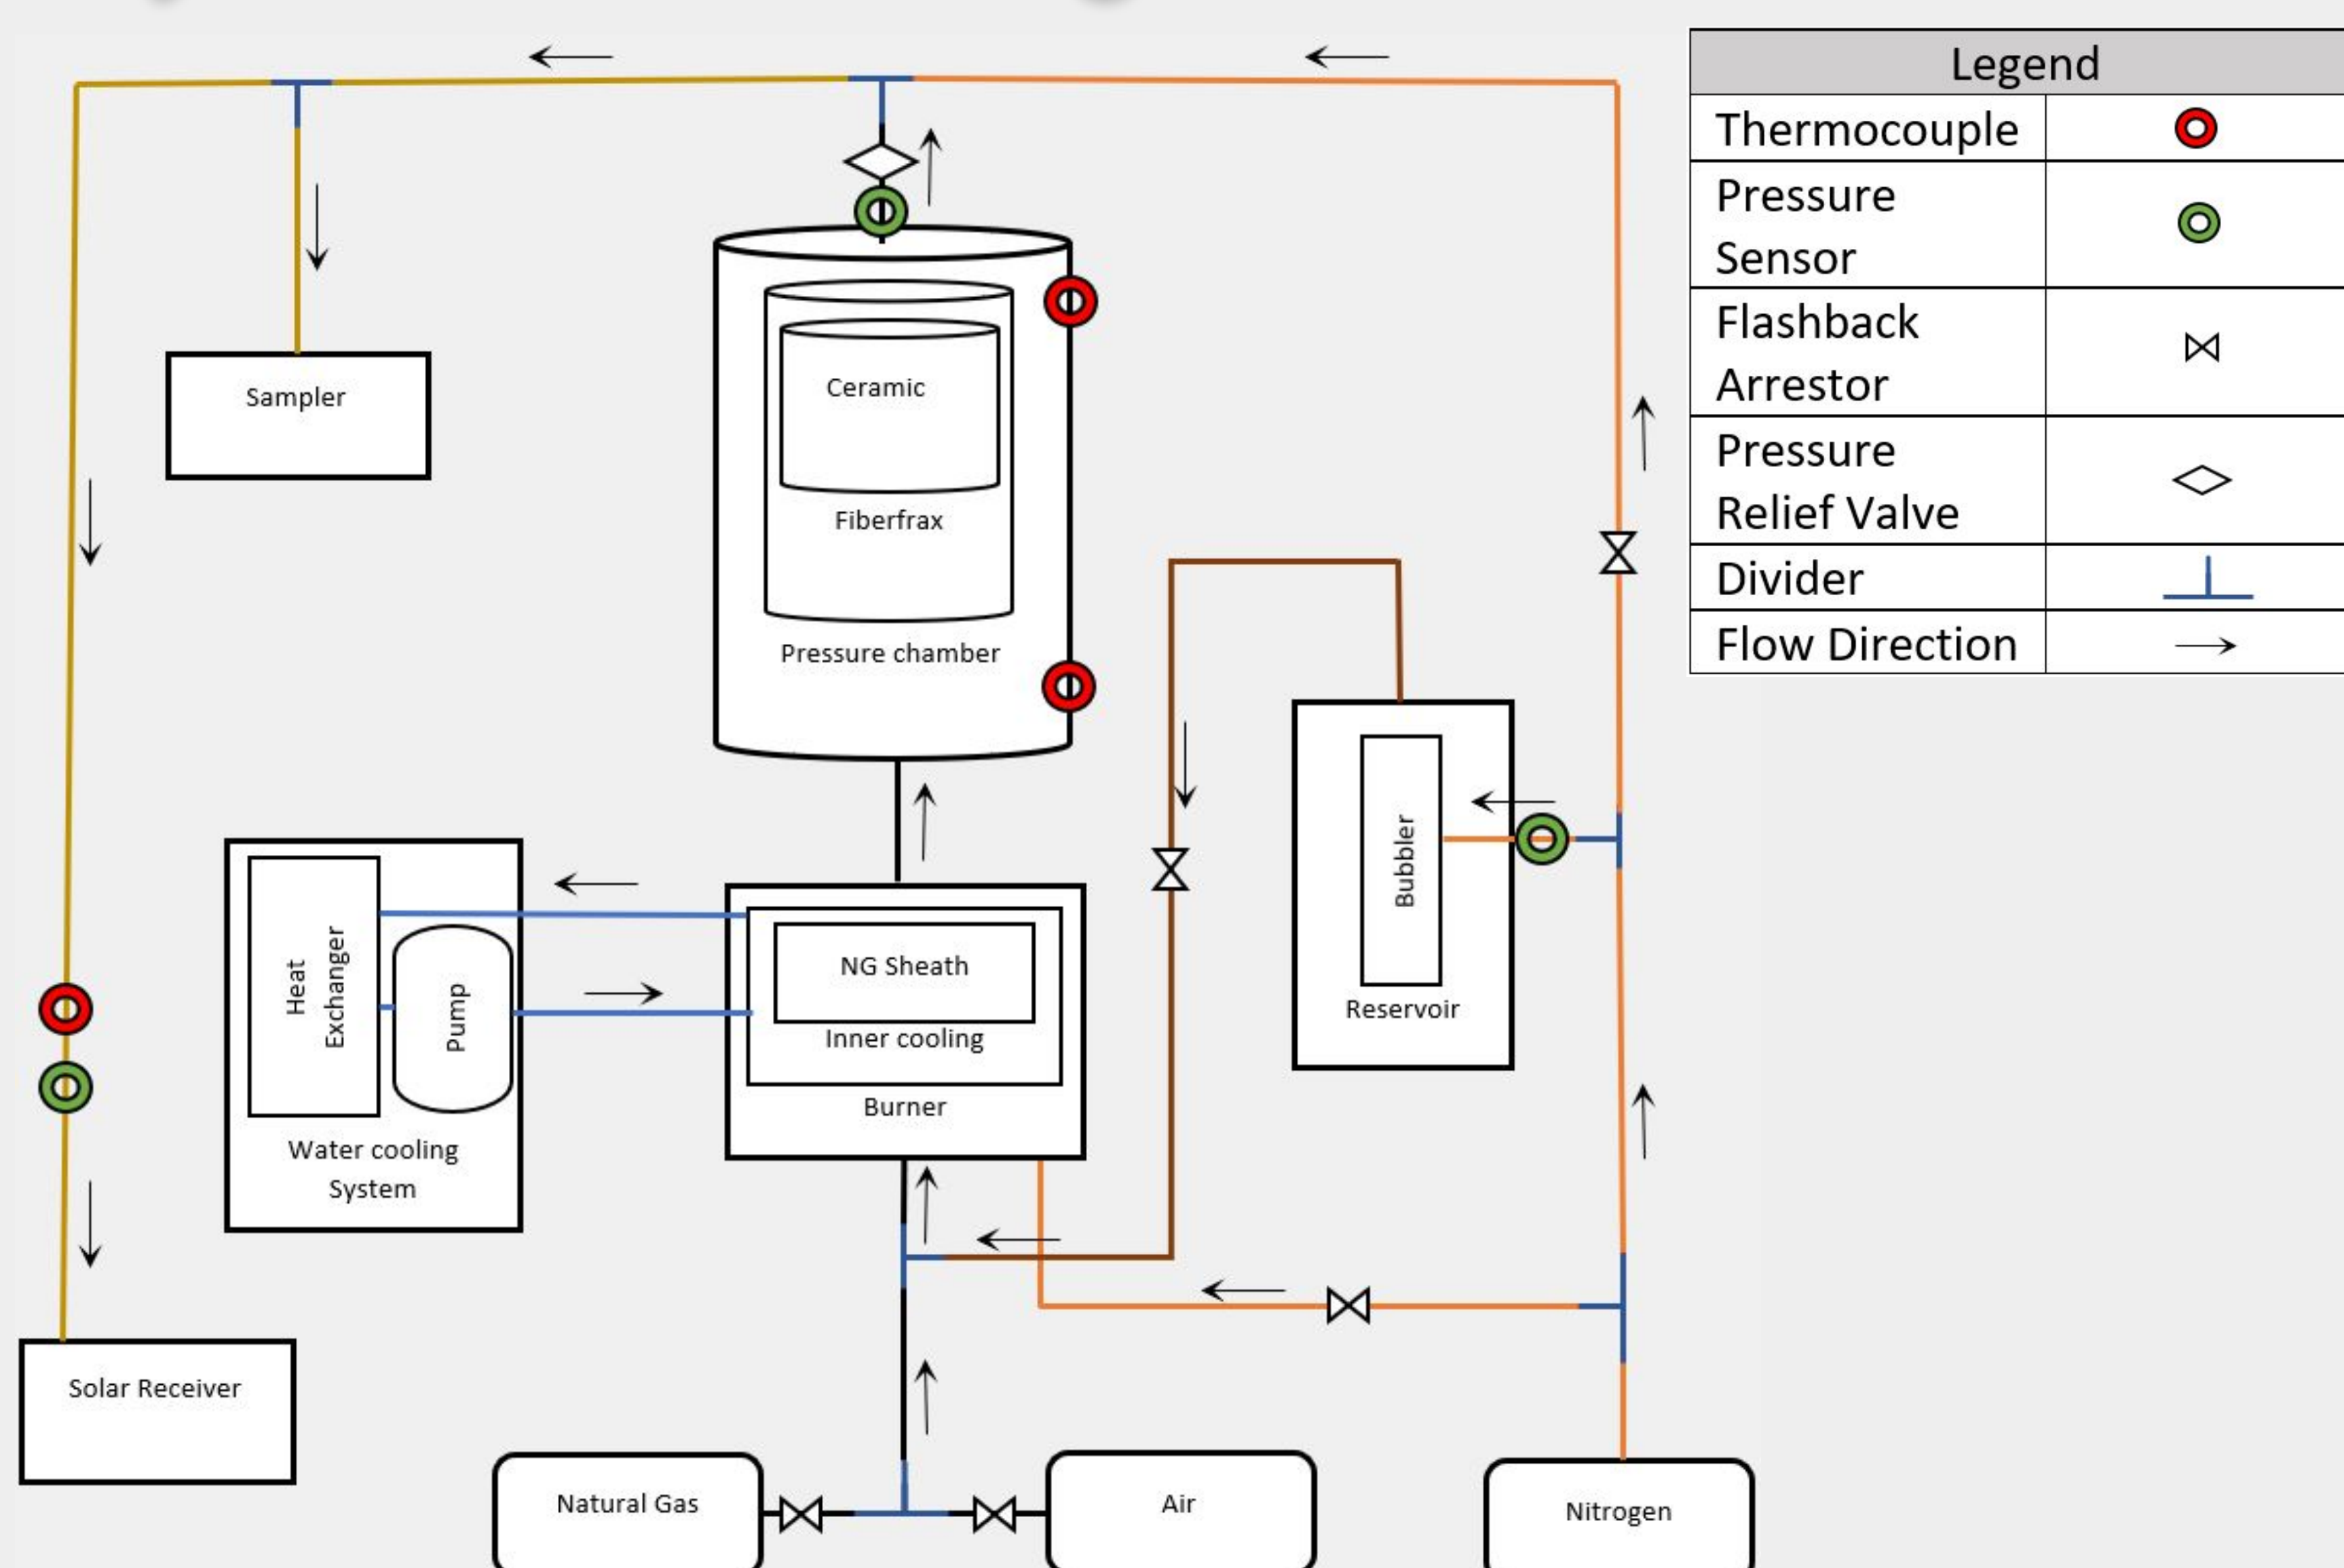 Legend
Thermocouple
Pressure
Sensor
Flashback
Arrestor
Pressure
Relief Valve
Divider
Flow Direction
Sampler
Ceramic
Fiberfrax
Pressure chamber
Bubbler
Reservoir
Heat
Exchanger
Pump
Water cooling
System
NG Sheath
Inner cooling
Burner
Solar Receiver
Natural Gas
Air
Nitrogen